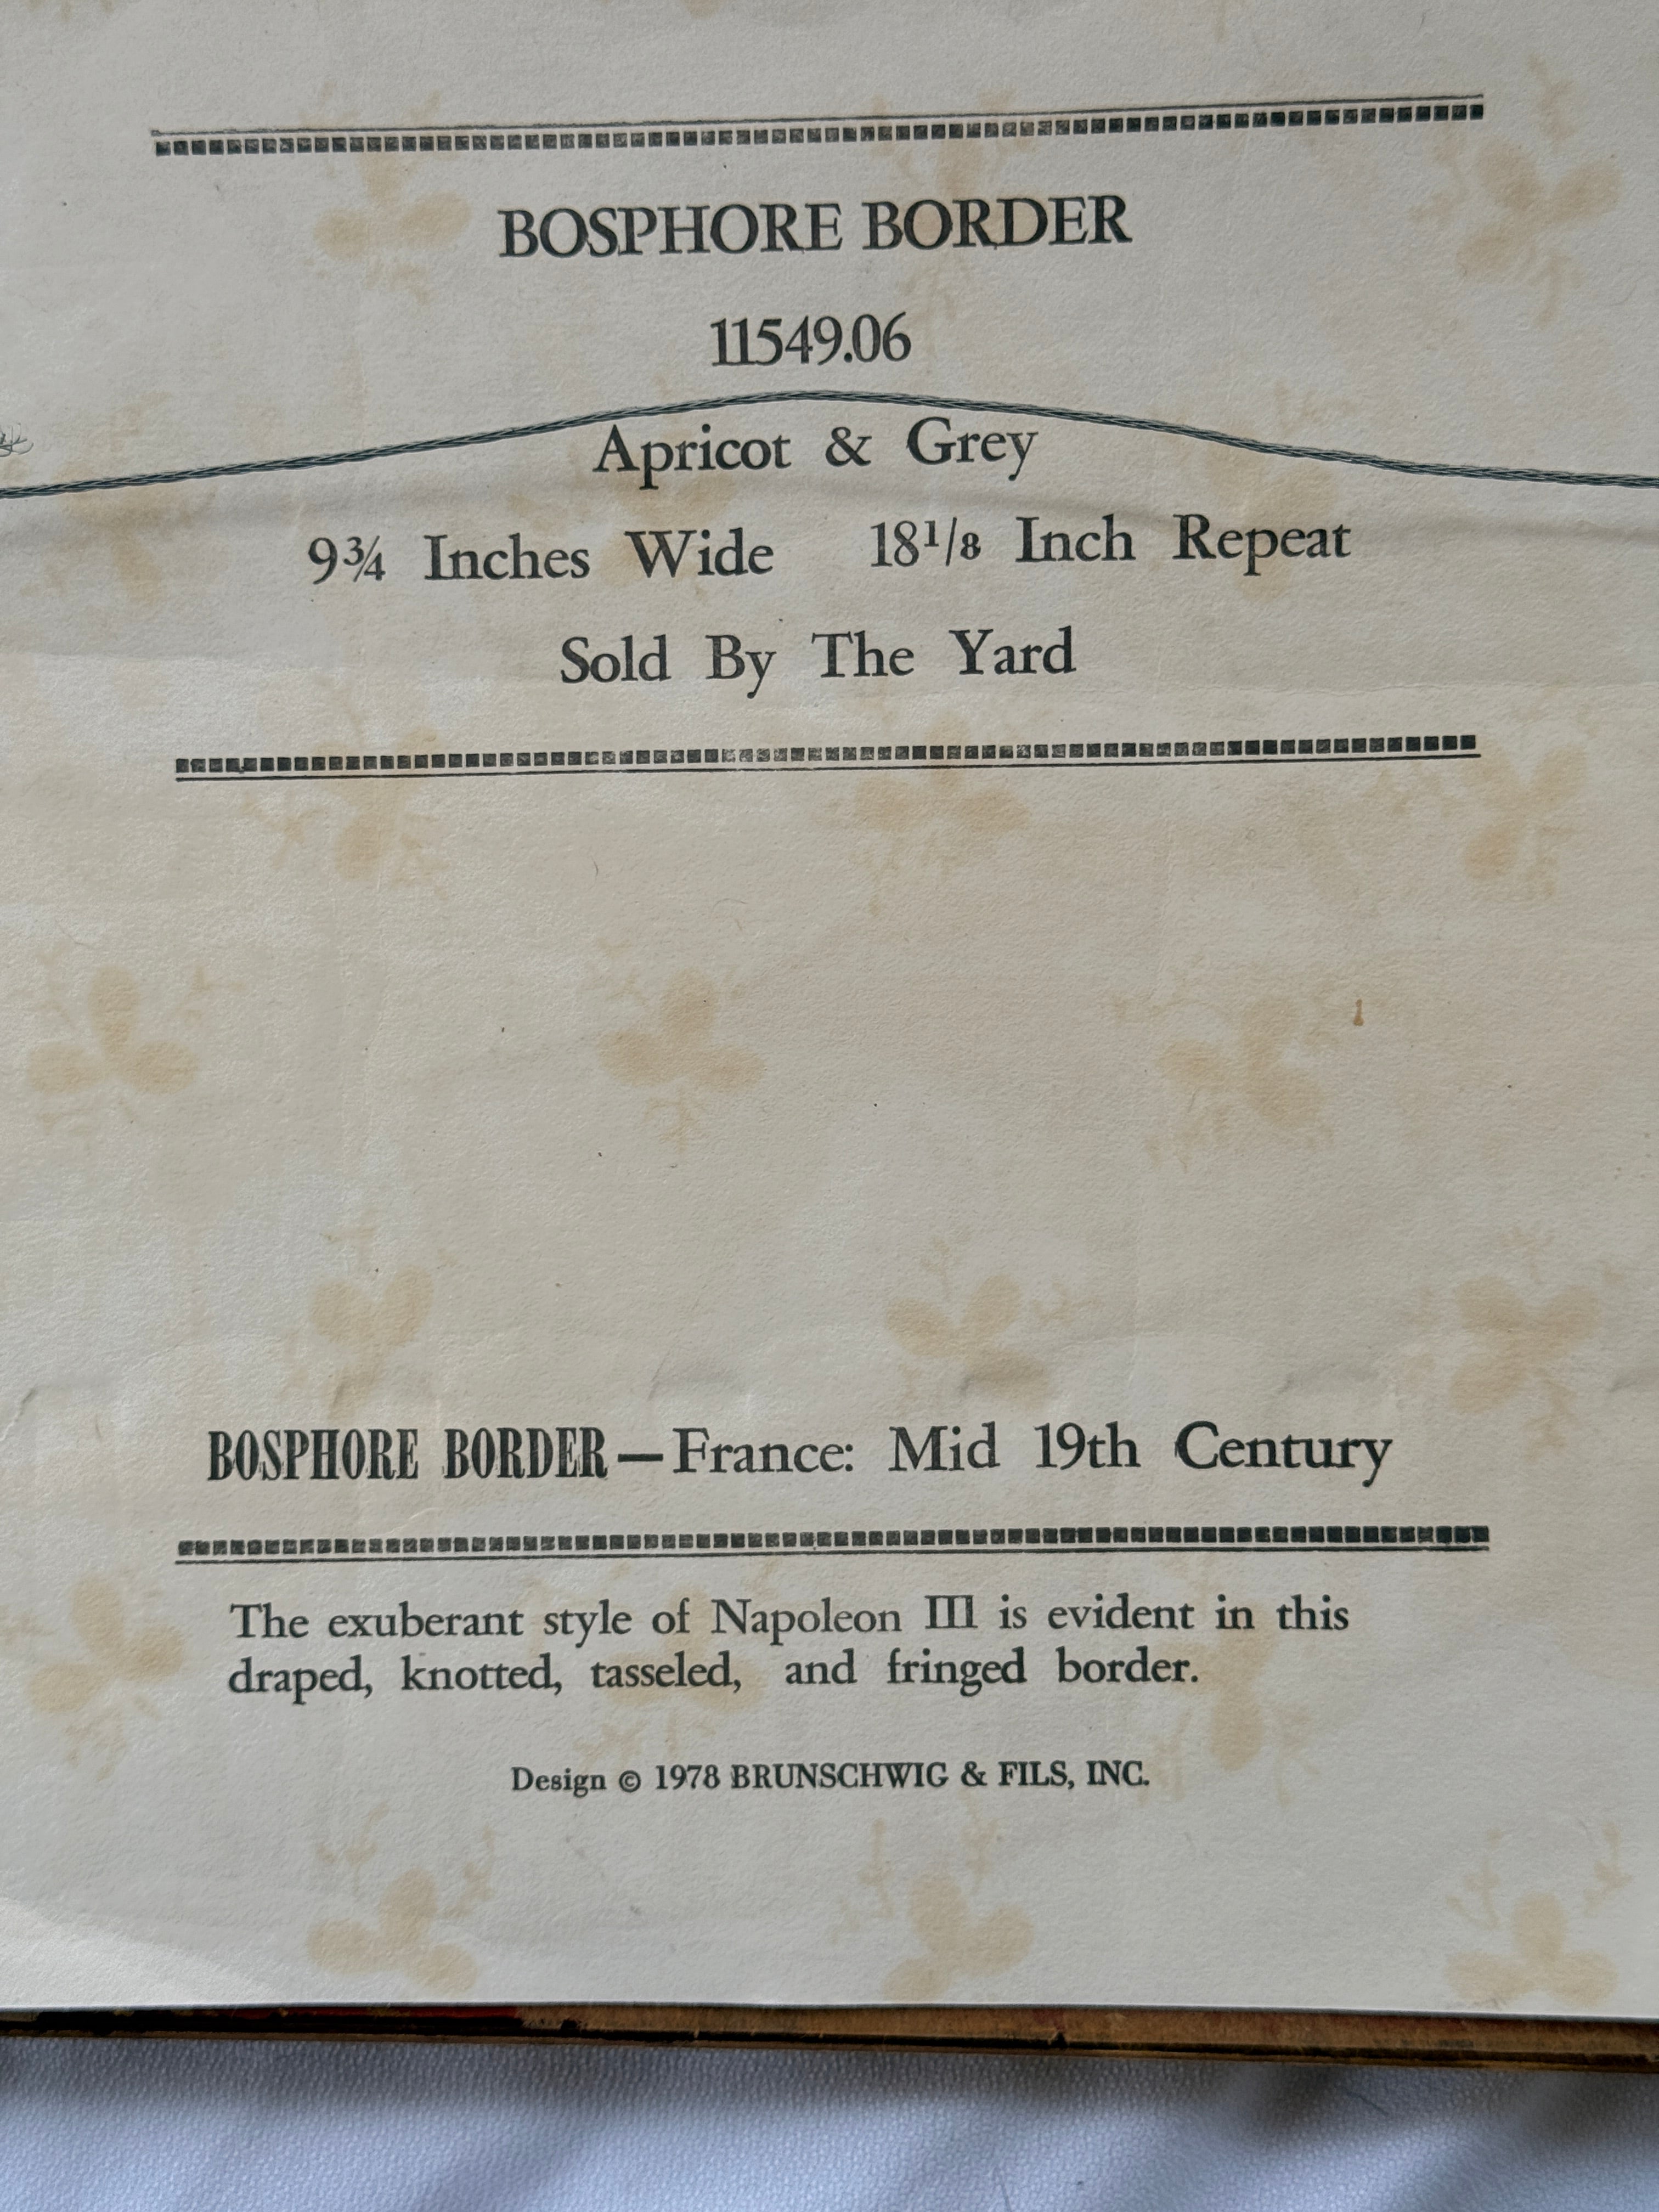 BOSPHORE BORDER
11549.06
Apricot & Grey
9¾ Inches Wide 18 1/8 Inch Repeat
Sold By The Yard
BOSPHORE BORDER—France: Mid 19th Century
The exuberant style of Napoleon III is evident in this
draped, knotted, tasseled, and fringed border.
Design © 1978 BRUNSCHWIG & FILS, INC.